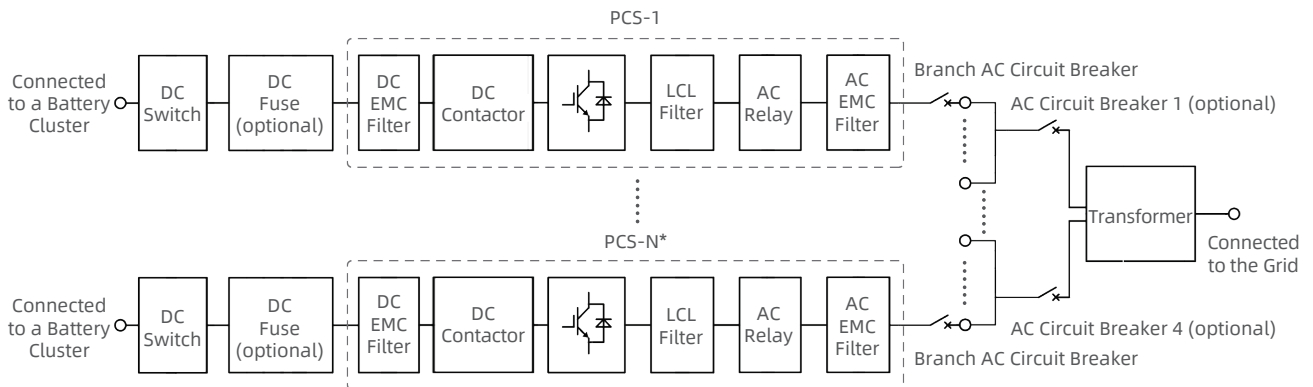 PCS-1
Connected
to a Battery
Cluster
DC
Switch
DC
Fuse
(optional)
DC
EMC
Filter
DC
Contactor
LCL
Filter
AC
Relay
AC
EMC
Filter
Branch AC Circuit Breaker
AC Circuit Breaker 1 (optional)
Transformer
Connected
to the Grid
PCS-N*
Connected
to a Battery
Cluster
DC
Switch
DC
Fuse
(optional)
DC
EMC
Filter
DC
Contactor
LCL
Filter
AC
Relay
AC
EMC
Filter
AC Circuit Breaker 4 (optional)
Branch AC Circuit Breaker